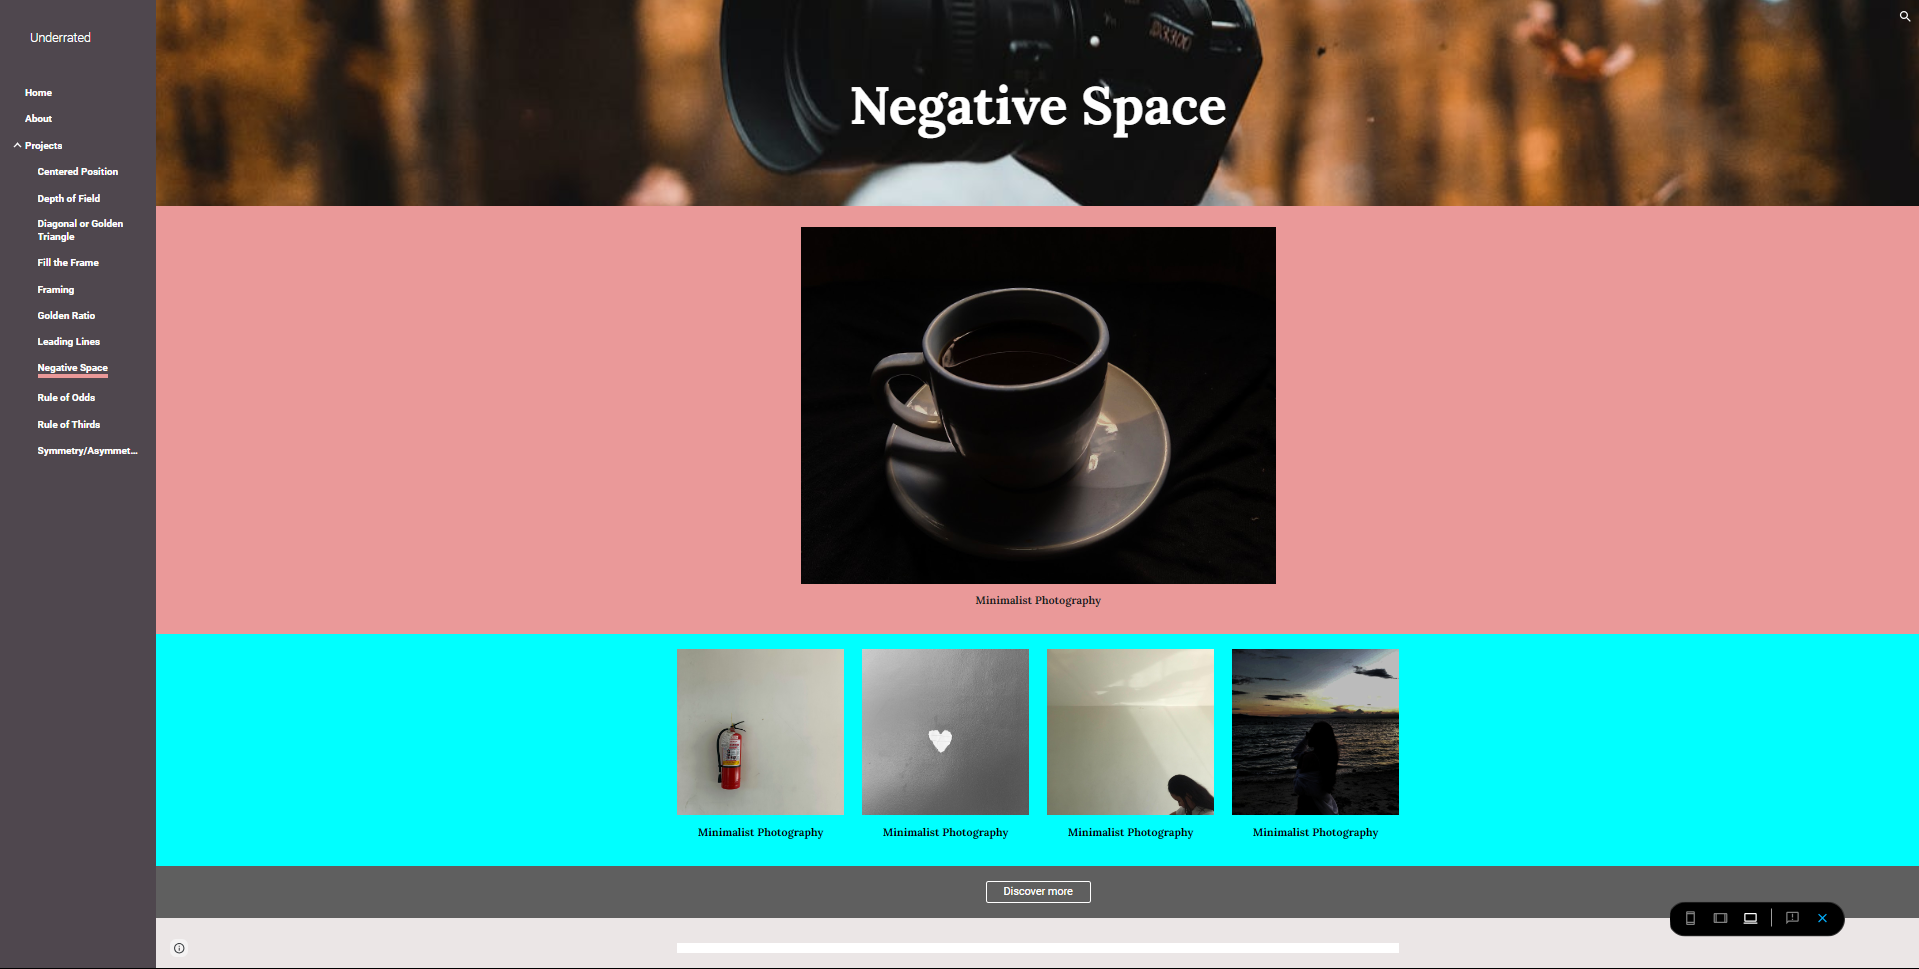 Underrated
Home
About
Projects
Centered Position
Depth of Field
Diagonal or Golden
Triangle
Fill the Frame
Framing
Golden Ratio
Leading Lines
Negative Space
Rule of Odds
Rule of Thirds
Symmetry/Asymmet...
D3300
Negative Space
Minimalist Photography
Minimalist Photography
Minimalist Photography
Minimalist Photography
Minimalist Photography
Discover more